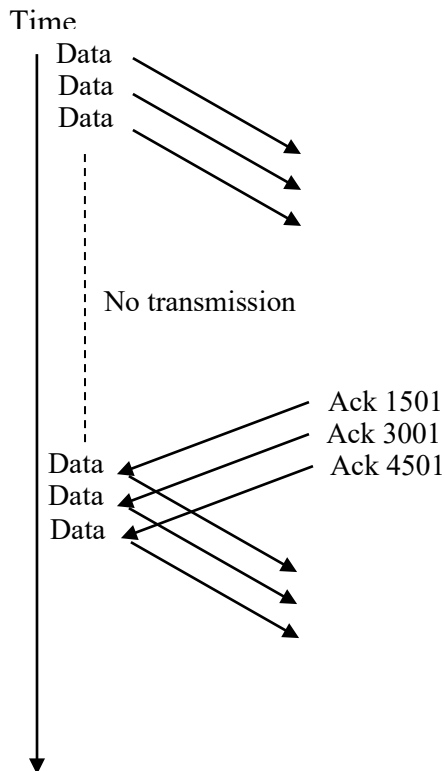 Time
Data
Data
Data
No transmission
Ack 1501
Ack 3001
Data
Ack 4501
Data
Data